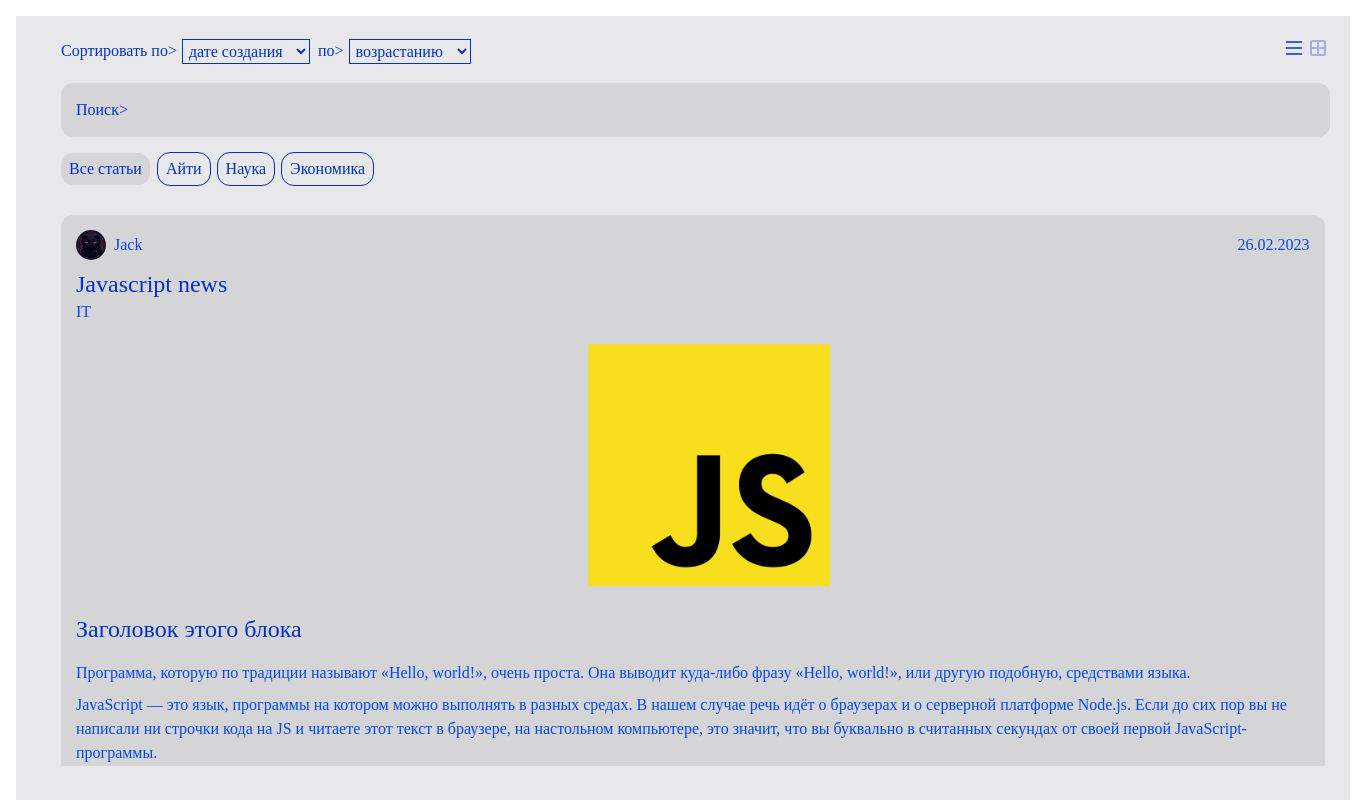 Сортировать по> дате создания по> возрастанию
Поиск>
Все статьи Айти Наука Экономика
Jack 26.02.2023
Javascript news
IT
JS
Заголовок этого блока
Программа, которую по традиции называют «Hello, world!», очень проста. Она выводит куда-либо фразу «Hello, world!», или другую подобную, средствами языка.
JavaScript — это язык, программы на котором можно выполнять в разных средах. В нашем случае речь идёт о браузерах и о серверной платформе Node.js. Если до сих пор вы не
написали ни строчки кода на JS и читаете этот текст в браузере, на настольном компьютере, это значит, что вы буквально в считанных секундах от своей первой JavaScript-
программы.